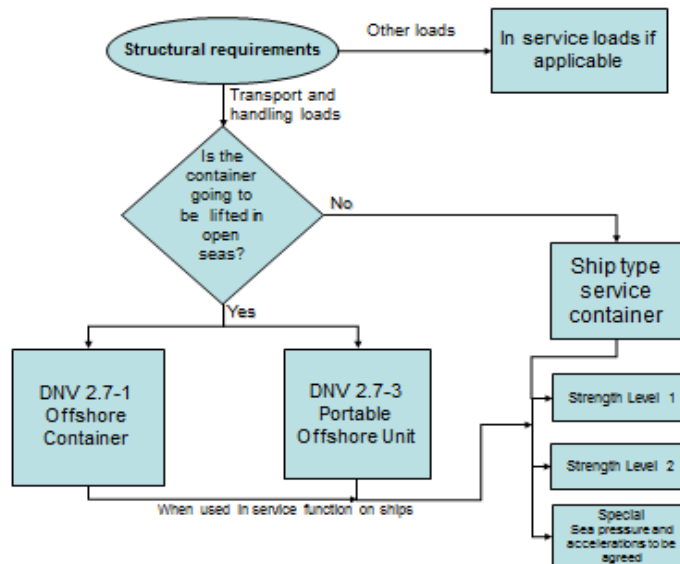 Structural requirements
Other loads
In service loads if
applicable
Transport and
handling loads
Is the
container
going to
be lifted in
open
seas?
No
Yes
Ship type
service
container
DNV 2.7-1
Offshore
Container
DNV 2.7-3
Portable
Offshore Unit
Strength Level 1
Strength Level 2
When used in service function on ships
Special
Sea pressure and
accelerations to be
agreed